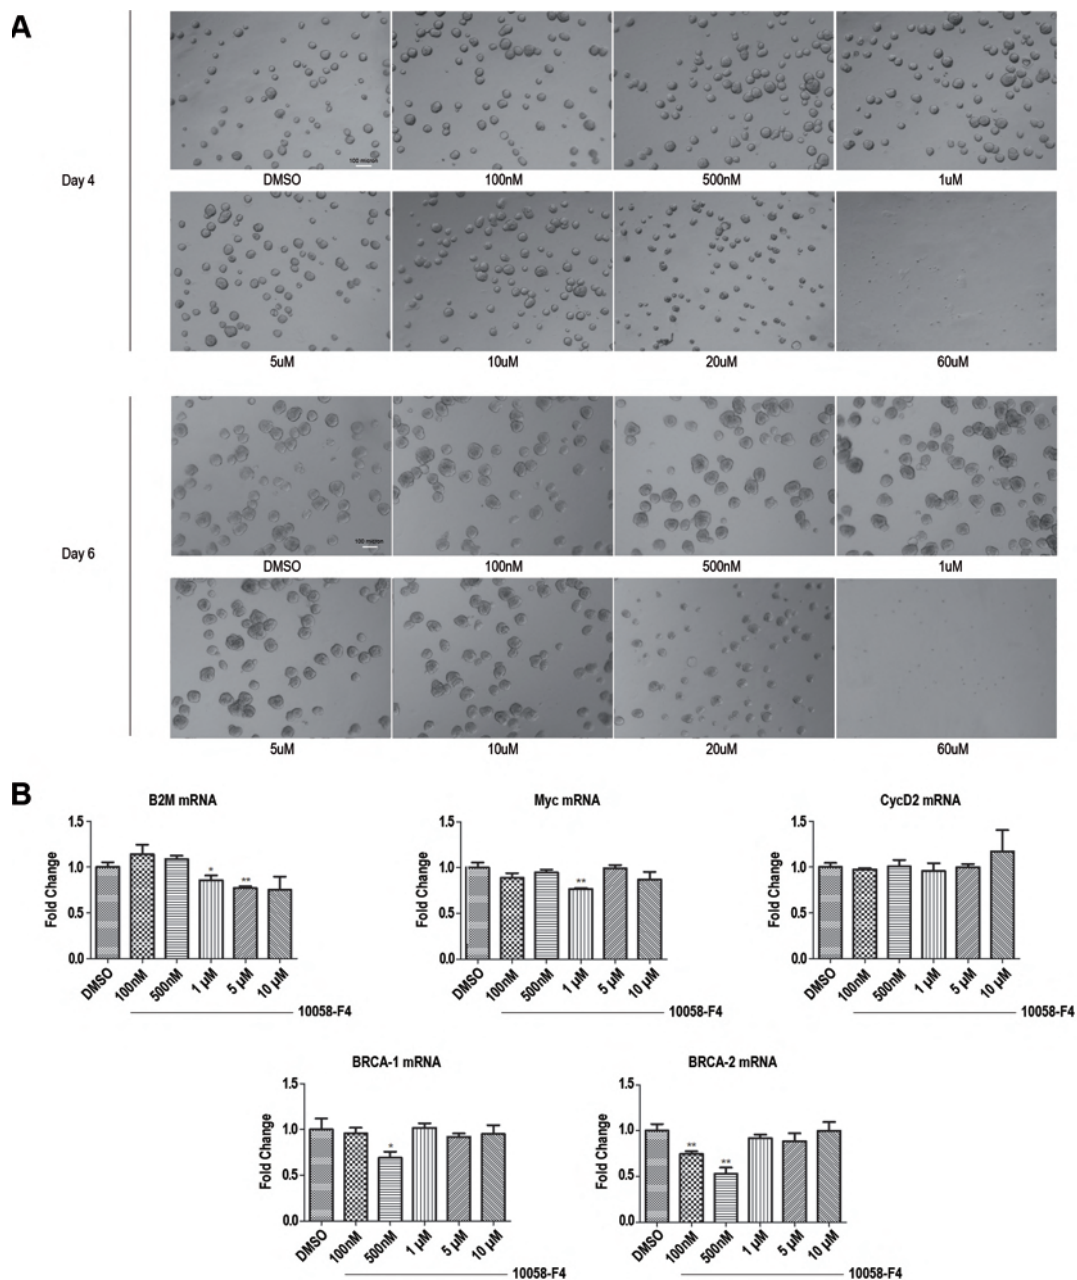 A
100 micron
DMSO 100nM 500nM 1uM
Day 4
5uM 10uM 20uM 60uM
100 micron
DMSO 100nM 500nM 1uM
Day 6
5uM 10uM 20uM 60uM
B
B2M mRNA
Fold Change
1.5
1.0
0.5
0.0
* **
DMSO 100nM 500nM 1 µM 5 µM 10 µM
10058-F4
Myc mRNA
Fold Change
1.5
1.0
0.5
0.0
**
DMSO 100nM 500nM 1 µM 5 µM 10 µM
10058-F4
CycD2 mRNA
Fold Change
1.5
1.0
0.5
0.0
DMSO 100nM 500nM 1 µM 5 µM 10 µM
10058-F4
BRCA-1 mRNA
Fold Change
1.5
1.0
0.5
0.0
*
DMSO 100nM 500nM 1 µM 5 µM 10 µM
10058-F4
BRCA-2 mRNA
Fold Change
1.5
1.0
0.5
0.0
** **
DMSO 100nM 500nM 1 µM 5 µM 10 µM
10058-F4